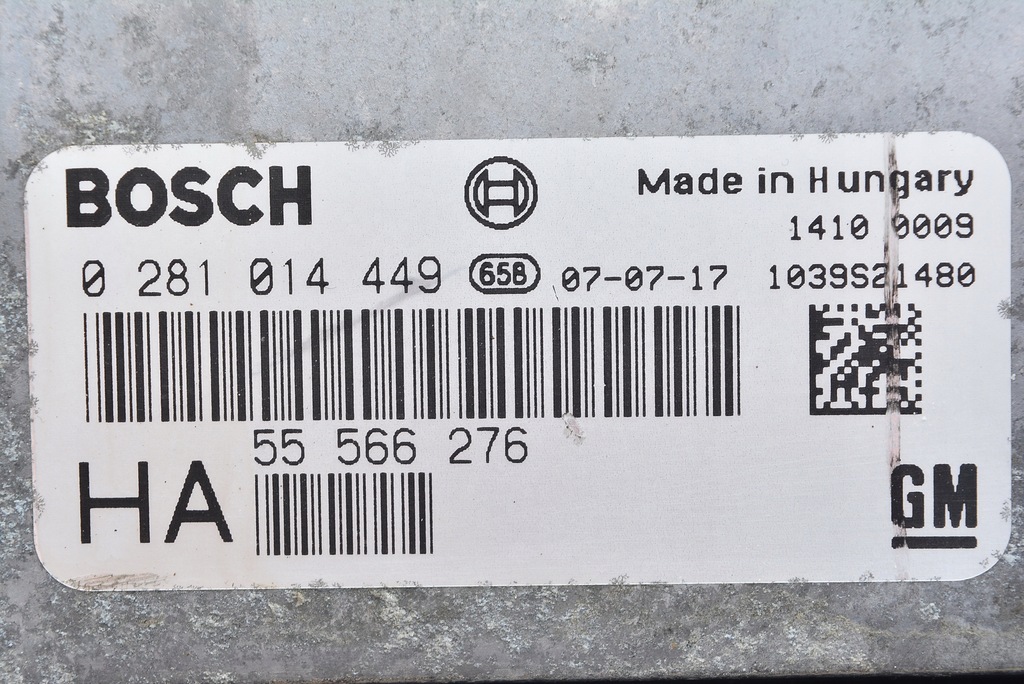 BOSCH
Made in Hungary
1410 0009
0 281 014 449 658 07-07-17 1039S21480
55 566 276
HA
GM